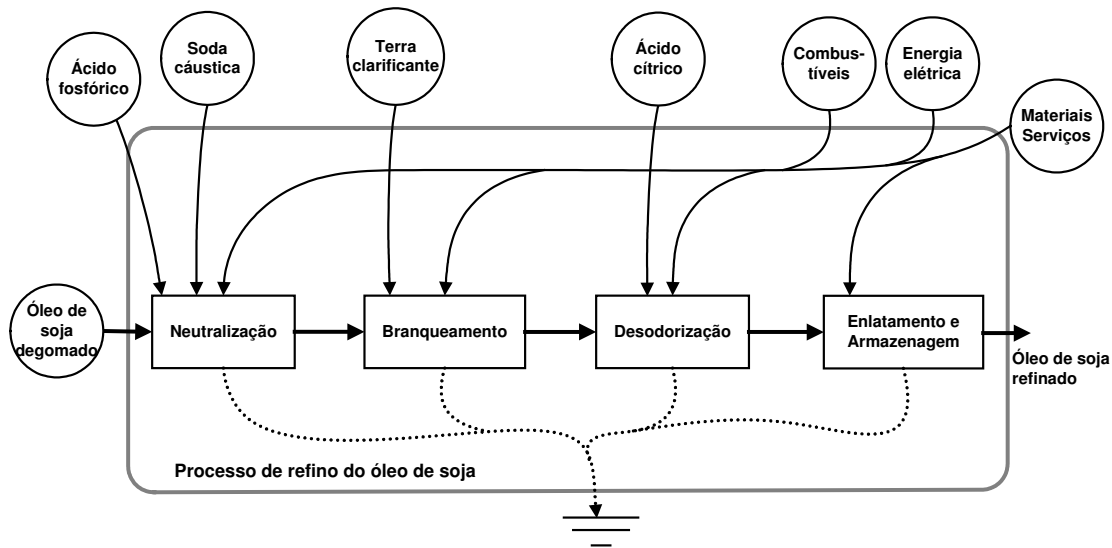 Ácido
fosfórico
Soda
cáustica
Terra
clarificante
Ácido
cítrico
Combus-
tíveis
Energia
elétrica
Materiais
Serviços
Óleo de
soja
degomado
Neutralização
Branqueamento
Desodorização
Enlatamento e
Armazenagem
Óleo de soja
refinado
Processo de refino do óleo de soja